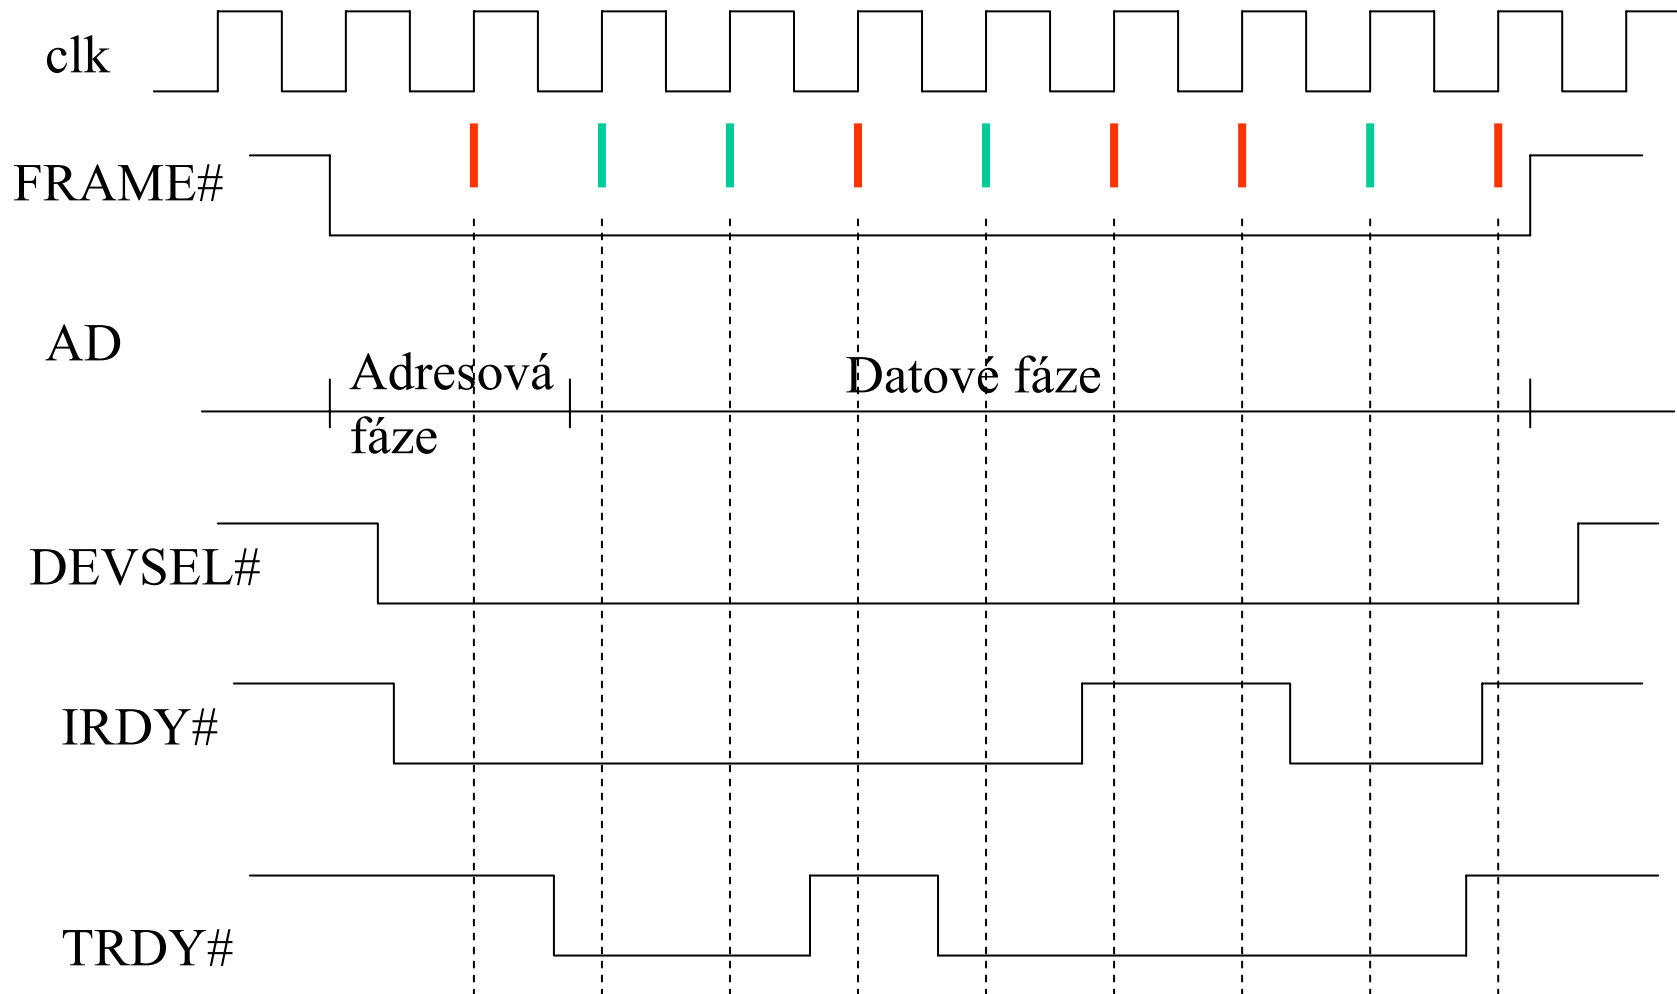 clk
FRAME#
AD
Adresová
fáze
Datové fáze
DEVSEL#
IRDY#
TRDY#